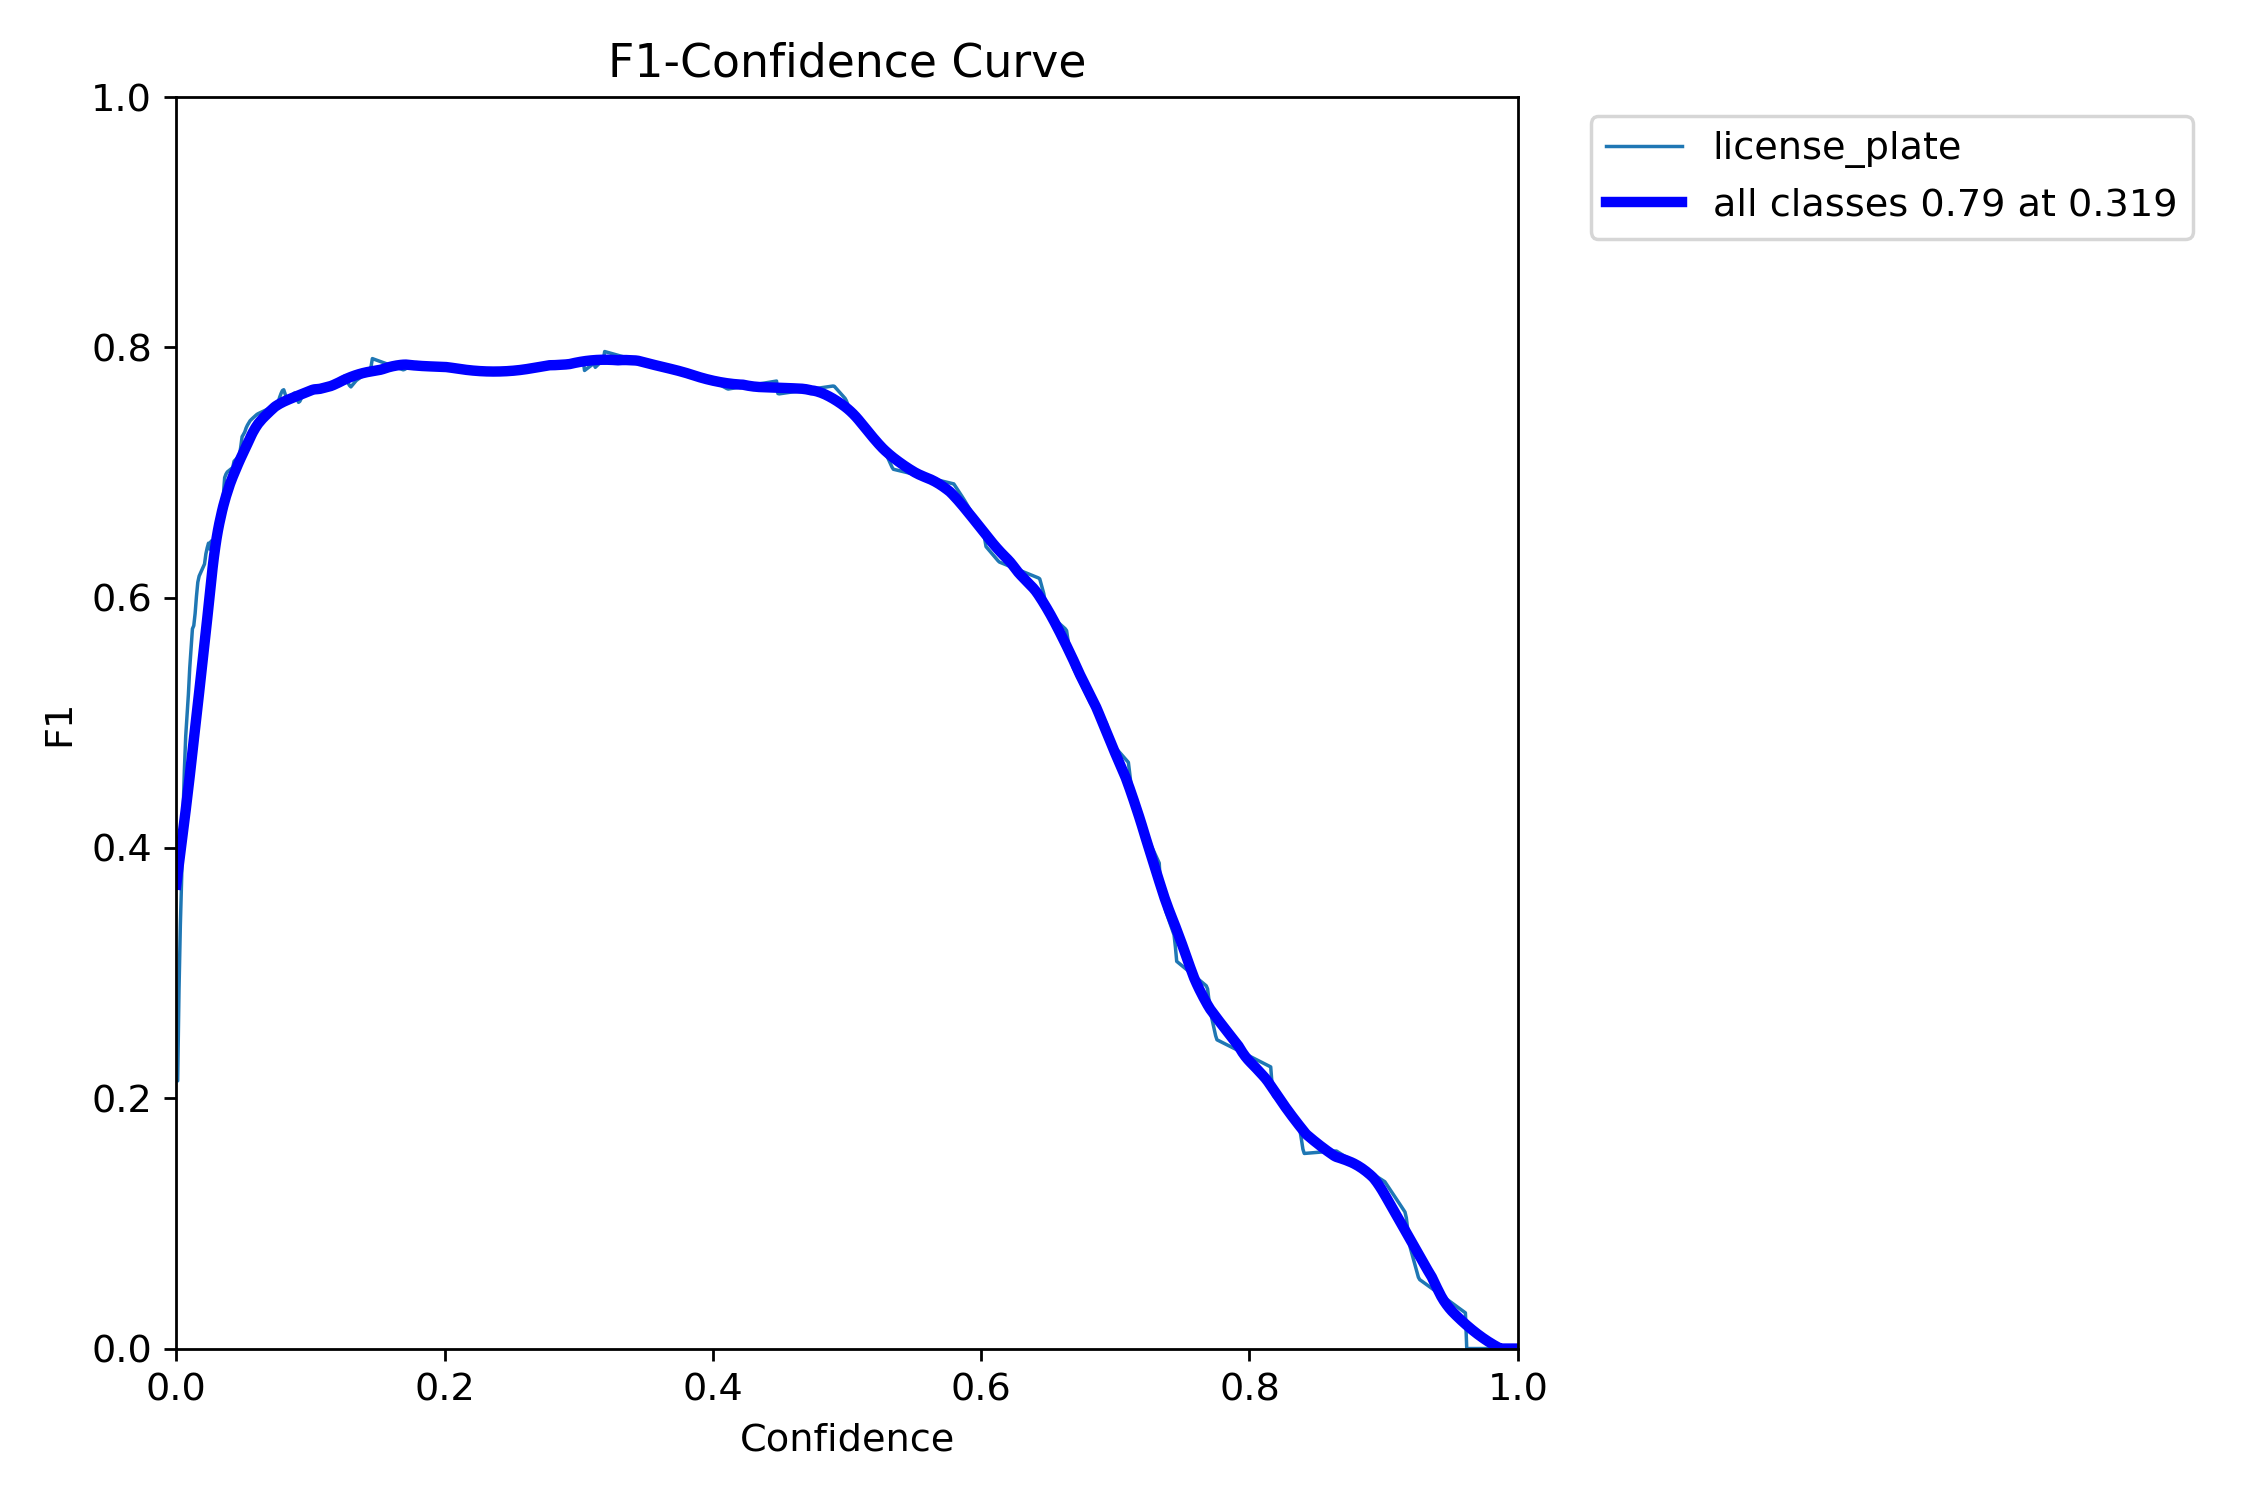 F1-Confidence Curve
1.0
0.8
0.6
0.4
0.2
0.0
F1
0.0 0.2 0.4 0.6 0.8 1.0
Confidence
license_plate
all classes 0.79 at 0.319